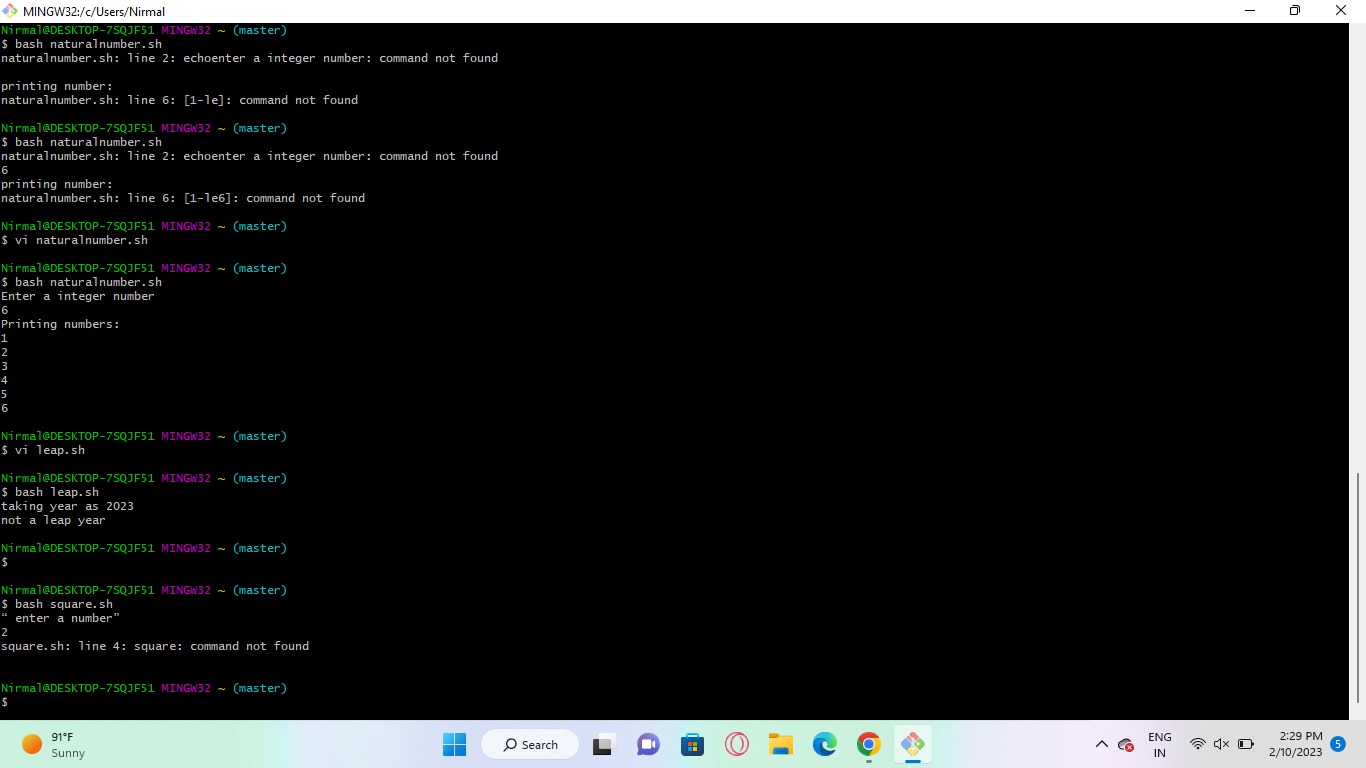 MINGW32:/c/Users/Nirmal
Nirmal@DESKTOP-7SQJF51 MINGW32 ~ (master)
$ bash naturalnumber.sh
naturalnumber.sh: line 2: echoenter a integer number: command not found
printing number:
naturalnumber.sh: line 6: [1-le]: command not found
Nirmal@DESKTOP-7SQJF51 MINGW32 ~ (master)
$ bash naturalnumber.sh
naturalnumber.sh: line 2: echoenter a integer number: command not found
6
printing number:
naturalnumber.sh: line 6: [1-le6]: command not found
Nirmal@DESKTOP-7SQJF51 MINGW32 ~ (master)
$ vi naturalnumber.sh
Nirmal@DESKTOP-7SQJF51 MINGW32 ~ (master)
$ bash naturalnumber.sh
Enter a integer number
6
Printing numbers:
1
2
3
4
5
6
Nirmal@DESKTOP-7SQJF51 MINGW32 ~ (master)
$ vi leap.sh
Nirmal@DESKTOP-7SQJF51 MINGW32 ~ (master)
$ bash leap.sh
taking year as 2023
not a leap year
Nirmal@DESKTOP-7SQJF51 MINGW32 ~ (master)
$
Nirmal@DESKTOP-7SQJF51 MINGW32 ~ (master)
$ bash square.sh
“ enter a number”
2
square.sh: line 4: square: command not found
Nirmal@DESKTOP-7SQJF51 MINGW32 ~ (master)
$
91°F
Sunny
Search
ENG
IN
2:29 PM
2/10/2023
5